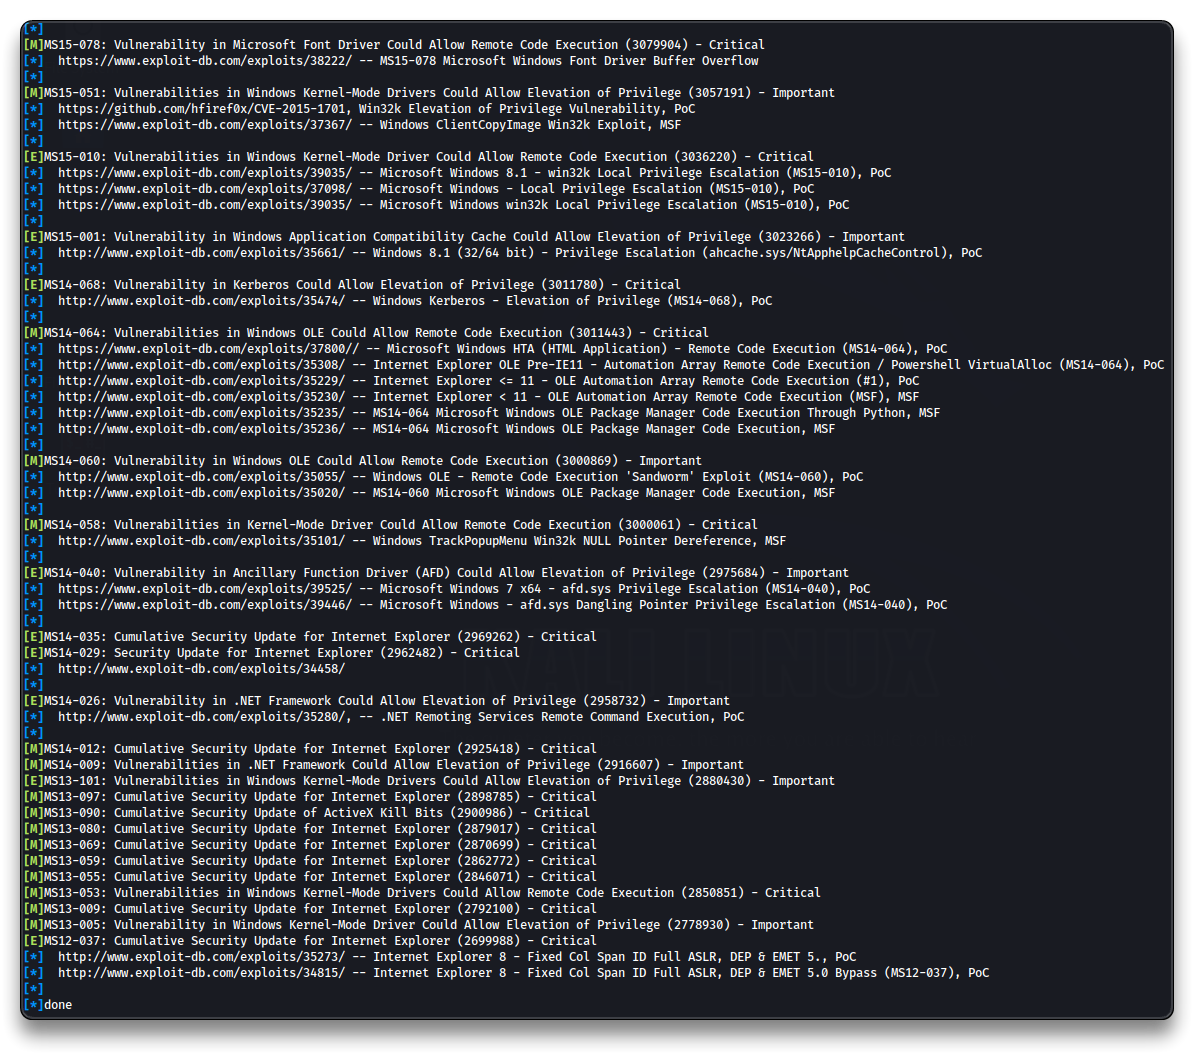 [*]
[M]MS15-078: Vulnerability in Microsoft Font Driver Could Allow Remote Code Execution (3079904) - Critical
[*]  https://www.exploit-db.com/exploits/38222/ -- MS15-078 Microsoft Windows Font Driver Buffer Overflow
[*]
[M]MS15-051: Vulnerabilities in Windows Kernel-Mode Drivers Could Allow Elevation of Privilege (3057191) - Important
[*]  https://github.com/hfiref0x/CVE-2015-1701, Win32k Elevation of Privilege Vulnerability, PoC
[*]  https://www.exploit-db.com/exploits/37367/ -- Windows ClientCopyImage Win32k Exploit, MSF
[*]
[E]MS15-010: Vulnerabilities in Windows Kernel-Mode Driver Could Allow Remote Code Execution (3036220) - Critical
[*]  https://www.exploit-db.com/exploits/39035/ -- Microsoft Windows 8.1 - win32k Local Privilege Escalation (MS15-010), PoC
[*]  https://www.exploit-db.com/exploits/37098/ -- Microsoft Windows - Local Privilege Escalation (MS15-010), PoC
[*]  https://www.exploit-db.com/exploits/39035/ -- Microsoft Windows win32k Local Privilege Escalation (MS15-010), PoC
[*]
[E]MS15-001: Vulnerability in Windows Application Compatibility Cache Could Allow Elevation of Privilege (3023266) - Important
[*]  http://www.exploit-db.com/exploits/35661/ -- Windows 8.1 (32/64 bit) - Privilege Escalation (ahcache.sys/NtApphelpCacheControl), PoC
[*]
[E]MS14-068: Vulnerability in Kerberos Could Allow Elevation of Privilege (3011780) - Critical
[*]  http://www.exploit-db.com/exploits/35474/ -- Windows Kerberos - Elevation of Privilege (MS14-068), PoC
[*]
[M]MS14-064: Vulnerabilities in Windows OLE Could Allow Remote Code Execution (3011443) - Critical
[*]  https://www.exploit-db.com/exploits/37800// -- Microsoft Windows HTA (HTML Application) - Remote Code Execution (MS14-064), PoC
[*]  http://www.exploit-db.com/exploits/35308/ -- Internet Explorer OLE Pre-IE11 - Automation Array Remote Code Execution / Powershell VirtualAlloc (MS14-064), PoC
[*]  http://www.exploit-db.com/exploits/35229/ -- Internet Explorer <= 11 - OLE Automation Array Remote Code Execution (#1), PoC
[*]  http://www.exploit-db.com/exploits/35230/ -- Internet Explorer < 11 - OLE Automation Array Remote Code Execution (MSF), MSF
[*]  http://www.exploit-db.com/exploits/35235/ -- MS14-064 Microsoft Windows OLE Package Manager Code Execution Through Python, MSF
[*]  http://www.exploit-db.com/exploits/35236/ -- MS14-064 Microsoft Windows OLE Package Manager Code Execution, MSF
[*]
[M]MS14-060: Vulnerability in Windows OLE Could Allow Remote Code Execution (3000869) - Important
[*]  http://www.exploit-db.com/exploits/35055/ -- Windows OLE - Remote Code Execution 'Sandworm' Exploit (MS14-060), PoC
[*]  http://www.exploit-db.com/exploits/35020/ -- MS14-060 Microsoft Windows OLE Package Manager Code Execution, MSF
[*]
[M]MS14-058: Vulnerabilities in Kernel-Mode Driver Could Allow Remote Code Execution (3000061) - Critical
[*]  http://www.exploit-db.com/exploits/35101/ -- Windows TrackPopupMenu Win32k NULL Pointer Dereference, MSF
[*]
[E]MS14-040: Vulnerability in Ancillary Function Driver (AFD) Could Allow Elevation of Privilege (2975684) - Important
[*]  https://www.exploit-db.com/exploits/39525/ -- Microsoft Windows 7 x64 - afd.sys Privilege Escalation (MS14-040), PoC
[*]  https://www.exploit-db.com/exploits/39446/ -- Microsoft Windows - afd.sys Dangling Pointer Privilege Escalation (MS14-040), PoC
[*]
[E]MS14-035: Cumulative Security Update for Internet Explorer (2969262) - Critical
[E]MS14-029: Security Update for Internet Explorer (2962482) - Critical
[*]  http://www.exploit-db.com/exploits/34458/
[*]
[E]MS14-026: Vulnerability in .NET Framework Could Allow Elevation of Privilege (2958732) - Important
[*]  http://www.exploit-db.com/exploits/35280/, -- .NET Remoting Services Remote Command Execution, PoC
[*]
[M]MS14-012: Cumulative Security Update for Internet Explorer (2925418) - Critical
[M]MS14-009: Vulnerabilities in .NET Framework Could Allow Elevation of Privilege (2916607) - Important
[E]MS13-101: Vulnerabilities in Windows Kernel-Mode Drivers Could Allow Elevation of Privilege (2880430) - Important
[M]MS13-097: Cumulative Security Update for Internet Explorer (2898785) - Critical
[M]MS13-090: Cumulative Security Update of ActiveX Kill Bits (2900986) - Critical
[M]MS13-080: Cumulative Security Update for Internet Explorer (2879017) - Critical
[M]MS13-069: Cumulative Security Update for Internet Explorer (2870699) - Critical
[M]MS13-059: Cumulative Security Update for Internet Explorer (2862772) - Critical
[M]MS13-055: Cumulative Security Update for Internet Explorer (2846071) - Critical
[M]MS13-053: Vulnerabilities in Windows Kernel-Mode Drivers Could Allow Remote Code Execution (2850851) - Critical
[M]MS13-009: Cumulative Security Update for Internet Explorer (2792100) - Critical
[M]MS13-005: Vulnerability in Windows Kernel-Mode Driver Could Allow Elevation of Privilege (2778930) - Important
[E]MS12-037: Cumulative Security Update for Internet Explorer (2699988) - Critical
[*]  http://www.exploit-db.com/exploits/35273/ -- Internet Explorer 8 - Fixed Col Span ID Full ASLR, DEP & EMET 5., PoC
[*]  http://www.exploit-db.com/exploits/34815/ -- Internet Explorer 8 - Fixed Col Span ID Full ASLR, DEP & EMET 5.0 Bypass (MS12-037), PoC
[*]
[*]done